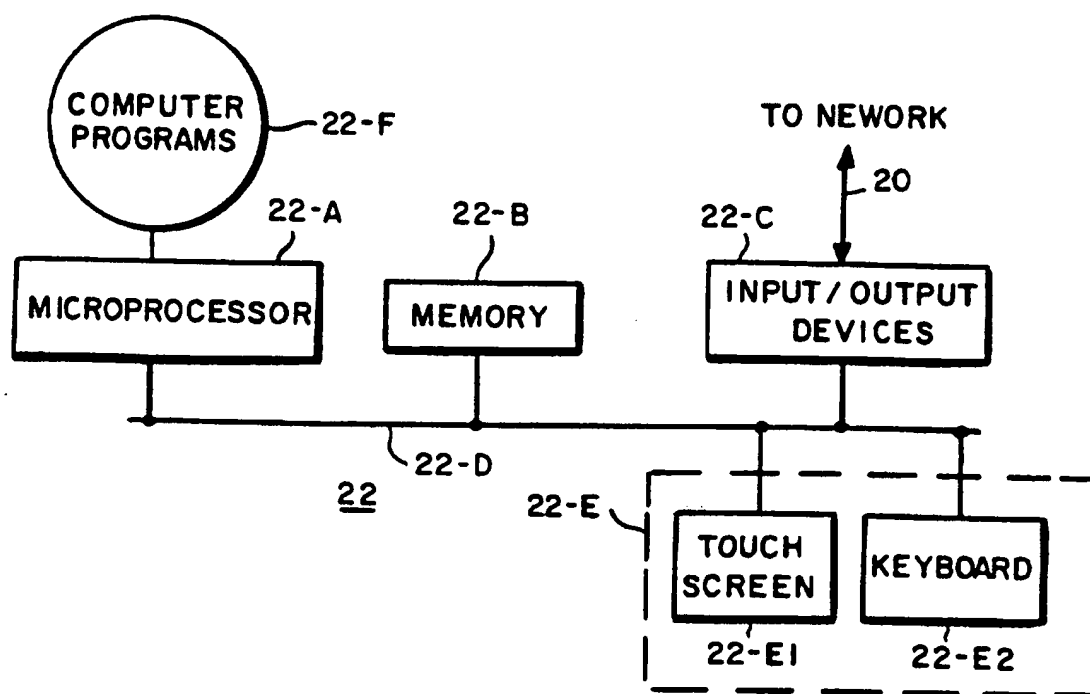 COMPUTER
PROGRAMS
22-F
TO NEWORK
20
22-A
22-B
22-C
MICROPROCESSOR
MEMORY
INPUT/OUTPUT
DEVICES
22-D
22
22-E
TOUCH
SCREEN
KEYBOARD
22-E1
22-E2